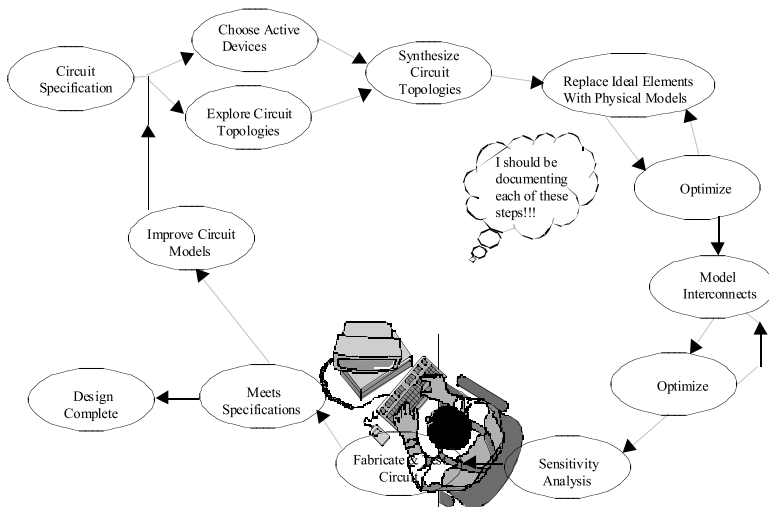 Circuit
Specification
Choose Active
Devices
Explore Circuit
Topologies
Synthesize
Circuit
Topologies
Replace Ideal Elements
With Physical Models
I should be
documenting
each of these
steps!!!
Optimize
Improve Circuit
Models
Model
Interconnects
Optimize
Meets
Specifications
Design
Complete
Fabricate &
Sensitivity
Analysis